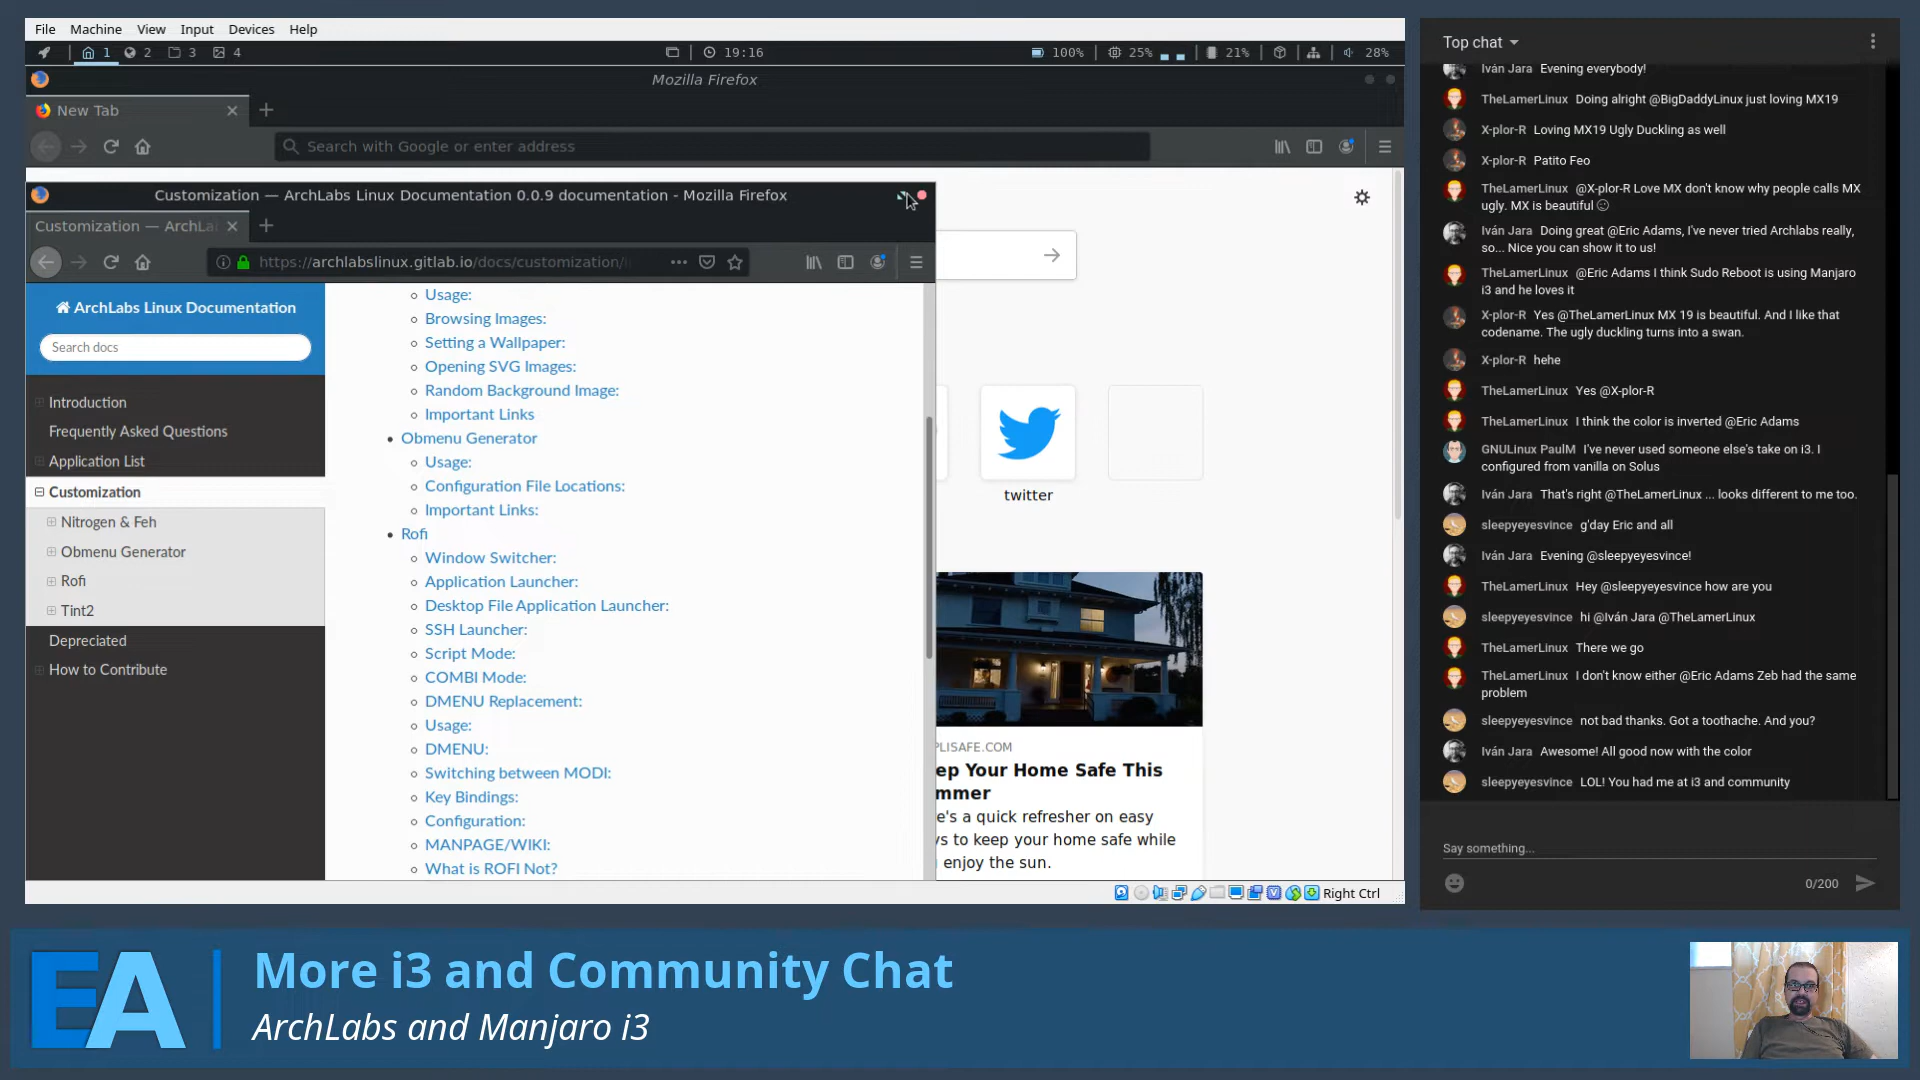 File Machine View Input Devices Help
1 2 3 4 19:16 100% 25% 21% 28%
Mozilla Firefox
New Tab
Search with Google or enter address
Customization — ArchLabs Linux Documentation 0.0.9 documentation - Mozilla Firefox
Customization — ArchLa
https://archlabslinux.gitlab.io/docs/customization/
ArchLabs Linux Documentation
Search docs
Introduction
Frequently Asked Questions
Application List
Customization
Nitrogen & Feh
Obmenu Generator
Rofi
Tint2
Depreciated
How to Contribute
Usage:
Browsing Images:
Setting a Wallpaper:
Opening SVG Images:
Random Background Image:
Important Links
Obmenu Generator
Usage:
Configuration File Locations:
Important Links:
Rofi
Window Switcher:
Application Launcher:
Desktop File Application Launcher:
SSH Launcher:
Script Mode:
COMBI Mode:
DMENU Replacement:
Usage:
DMENU:
Switching between MODI:
Key Bindings:
Configuration:
MANPAGE/WIKI:
What is ROFI Not?
twitter
PLISAFE.COM
ep Your Home Safe This
mmer
e's a quick refresher on easy
ys to keep your home safe while
enjoy the sun.
Right Ctrl
Top chat
Iván Jara Evening everybody!
TheLamerLinux Doing alright @BigDaddyLinux just loving MX19
X-plor-R Loving MX19 Ugly Duckling as well
X-plor-R Patito Feo
TheLamerLinux @X-plor-R Love MX don't know why people calls MX
ugly. MX is beautiful
Iván Jara Doing great @Eric Adams, I've never tried Archlabs really,
so... Nice you can show it to us!
TheLamerLinux @Eric Adams I think Sudo Reboot is using Manjaro
i3 and he loves it
X-plor-R Yes @TheLamerLinux MX 19 is beautiful. And I like that
codename. The ugly duckling turns into a swan.
X-plor-R hehe
TheLamerLinux Yes @X-plor-R
TheLamerLinux I think the color is inverted @Eric Adams
GNULinux PaulM I've never used someone else's take on i3. I
configured from vanilla on Solus
Iván Jara That's right @TheLamerLinux ... looks different to me too.
sleepyeyesvince g'day Eric and all
Iván Jara Evening @sleepyeyesvince!
TheLamerLinux Hey @sleepyeyesvince how are you
sleepyeyesvince hi @Iván Jara @TheLamerLinux
TheLamerLinux There we go
TheLamerLinux I don't know either @Eric Adams Zeb had the same
problem
sleepyeyesvince not bad thanks. Got a toothache. And you?
Iván Jara Awesome! All good now with the color
sleepyeyesvince LOL! You had me at i3 and community
Say something...
0/200
EA
More i3 and Community Chat
ArchLabs and Manjaro i3